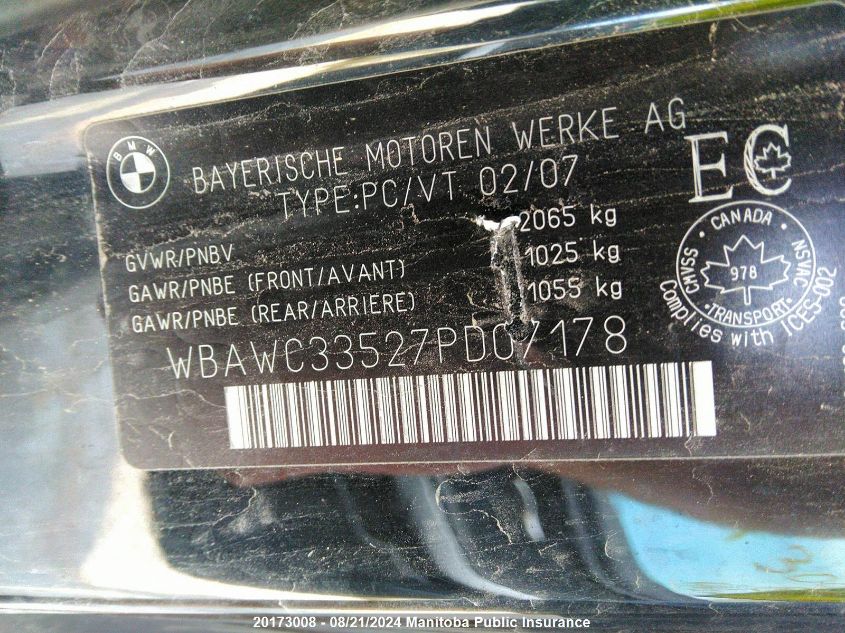 BMW
BAYERISCHE MOTOREN WERKE AG
TYPE:PC/VT 02/07
EC
GVWR/PNBV 2065 kg
GAWR/PNBE (FRONT/AVANT) 1025 kg
GAWR/PNBE (REAR/ARRIERE) 1055 kg
CANADA
CMVSS NSVAC
978
TRANSPORT
Complies with ICES-002
WBAWC33527PD07178
20173008 - 08/21/2024 Manitoba Public Insurance